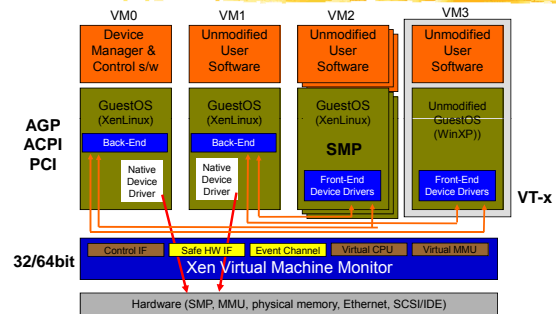 VM0
VM1
VM2
VM3
Device
Manager &
Control s/w
Unmodified
User
Software
Unmodified
User
Software
Unmodified
User
Software
AGP
ACPI
PCI
GuestOS
(XenLinux)
Back-End
Native
Device
Driver
GuestOS
(XenLinux)
Back-End
Native
Device
Driver
GuestOS
(XenLinux)
SMP
Front-End
Device Drivers
Unmodified
GuestOS
(WinXP))
Front-End
Device Drivers
VT-x
32/64bit
Control IF
Safe HW IF
Event Channel
Virtual CPU
Virtual MMU
Xen Virtual Machine Monitor
Hardware (SMP, MMU, physical memory, Ethernet, SCSI/IDE)